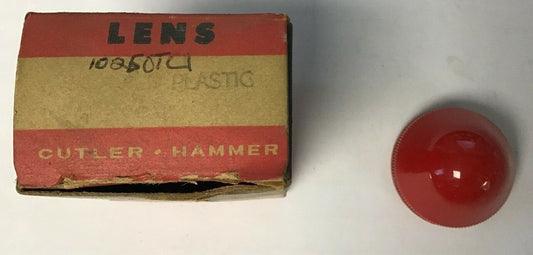 LENS
10250TC1
PLASTIC
CUTLER · HAMMER